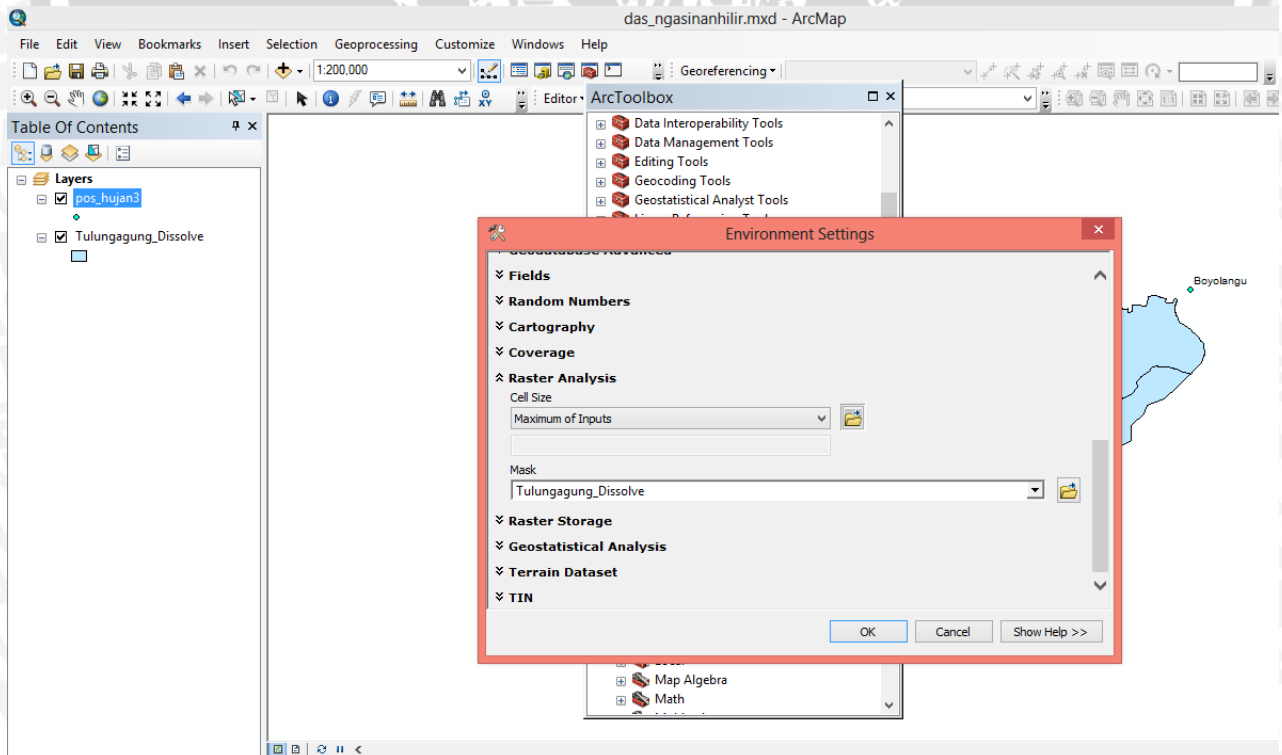 das_ngasinanhilir.mxd - ArcMap
File Edit View Bookmarks Insert Selection Geoprocessing Customize Windows Help
1:200,000 Georeferencing
Editor
Table Of Contents
Layers
pos_hujan3
Tulungagung_Dissolve
ArcToolbox
Data Interoperability Tools
Data Management Tools
Editing Tools
Geocoding Tools
Geostatistical Analyst Tools
Environment Settings
Fields
Random Numbers
Cartography
Coverage
Raster Analysis
Cell Size
Maximum of Inputs
Mask
Tulungagung_Dissolve
Raster Storage
Geostatistical Analysis
Terrain Dataset
TIN
OK Cancel Show Help >>
Map Algebra
Math
Boyolangu